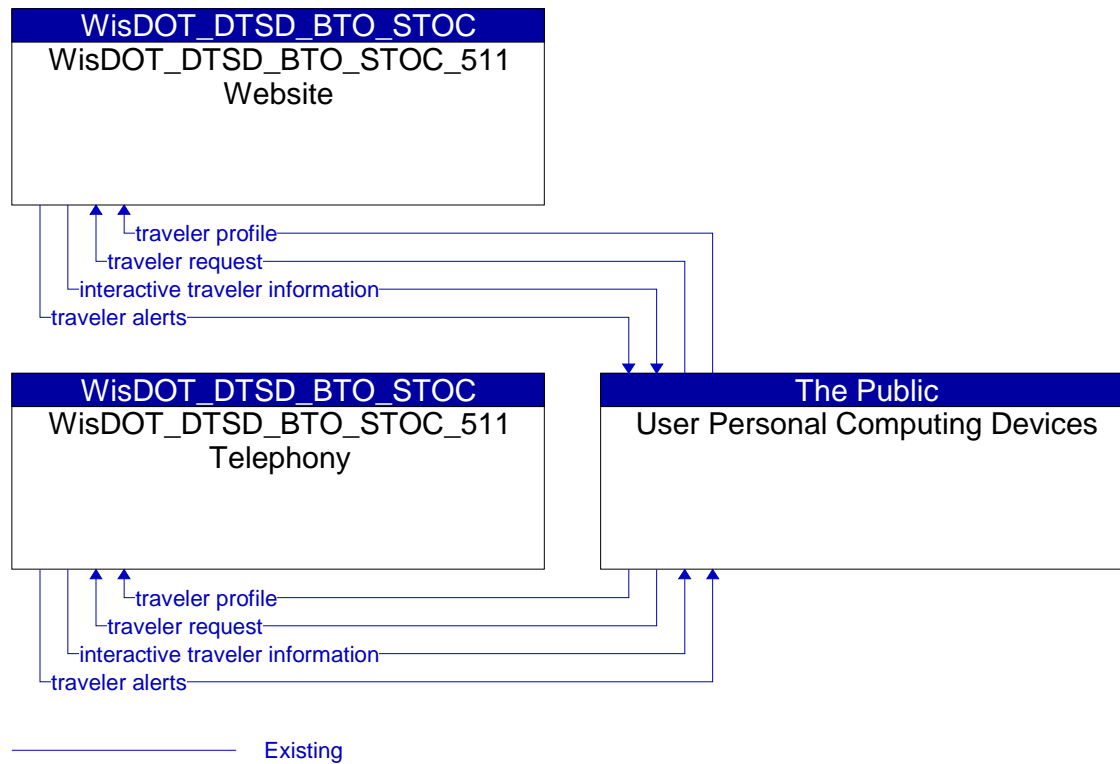 WisDOT_DTSD_BTO_STOC
WisDOT_DTSD_BTO_STOC_511
Website
traveler profile
traveler request
interactive traveler information
traveler alerts
WisDOT_DTSD_BTO_STOC
WisDOT_DTSD_BTO_STOC_511
Telephony
The Public
User Personal Computing Devices
traveler profile
traveler request
interactive traveler information
traveler alerts
Existing